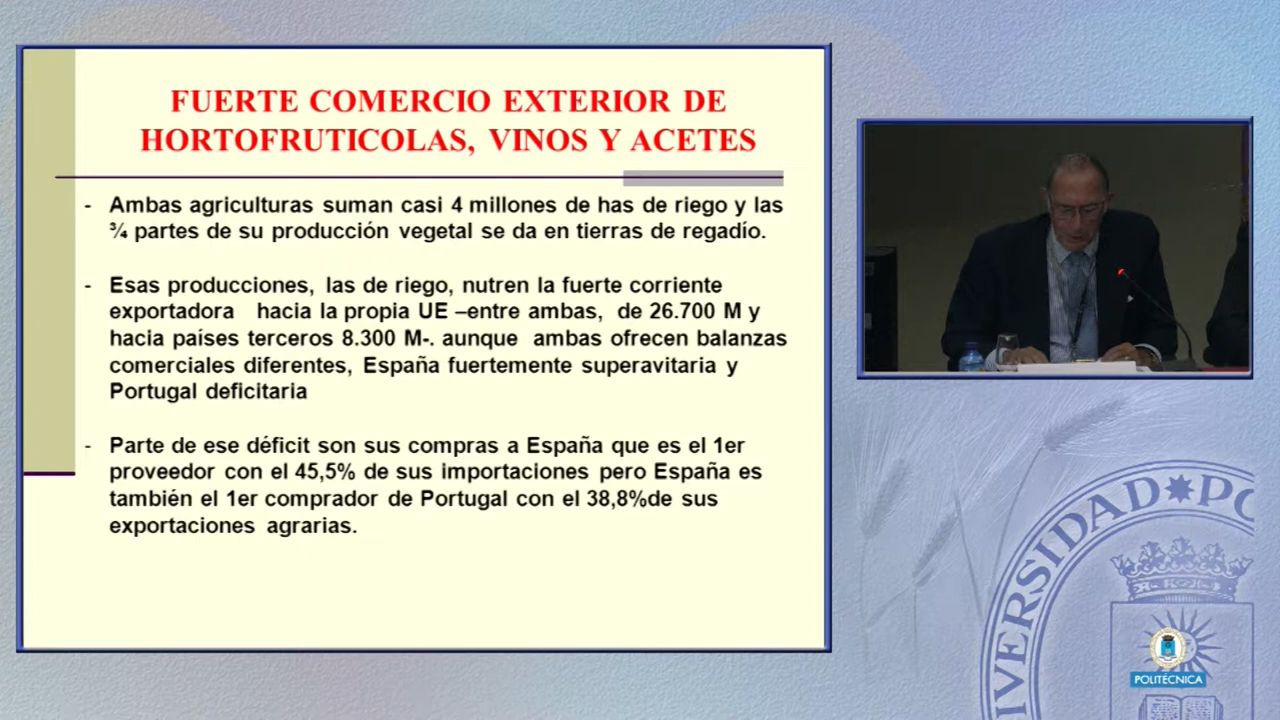 FUERTE COMERCIO EXTERIOR DE
HORTOFRUTICOLAS, VINOS Y ACETES
- Ambas agriculturas suman casi 4 millones de has de riego y las
¾ partes de su producción vegetal se da en tierras de regadío.
- Esas producciones, las de riego, nutren la fuerte corriente
exportadora hacia la propia UE –entre ambas, de 26.700 M y
hacia países terceros 8.300 M-. aunque ambas ofrecen balanzas
comerciales diferentes, España fuertemente superavitaria y
Portugal deficitaria
- Parte de ese déficit son sus compras a España que es el 1er
proveedor con el 45,5% de sus importaciones pero España es
también el 1er comprador de Portugal con el 38,8%de sus
exportaciones agrarias.
IVERSIDAD PO
POLITÉCNICA